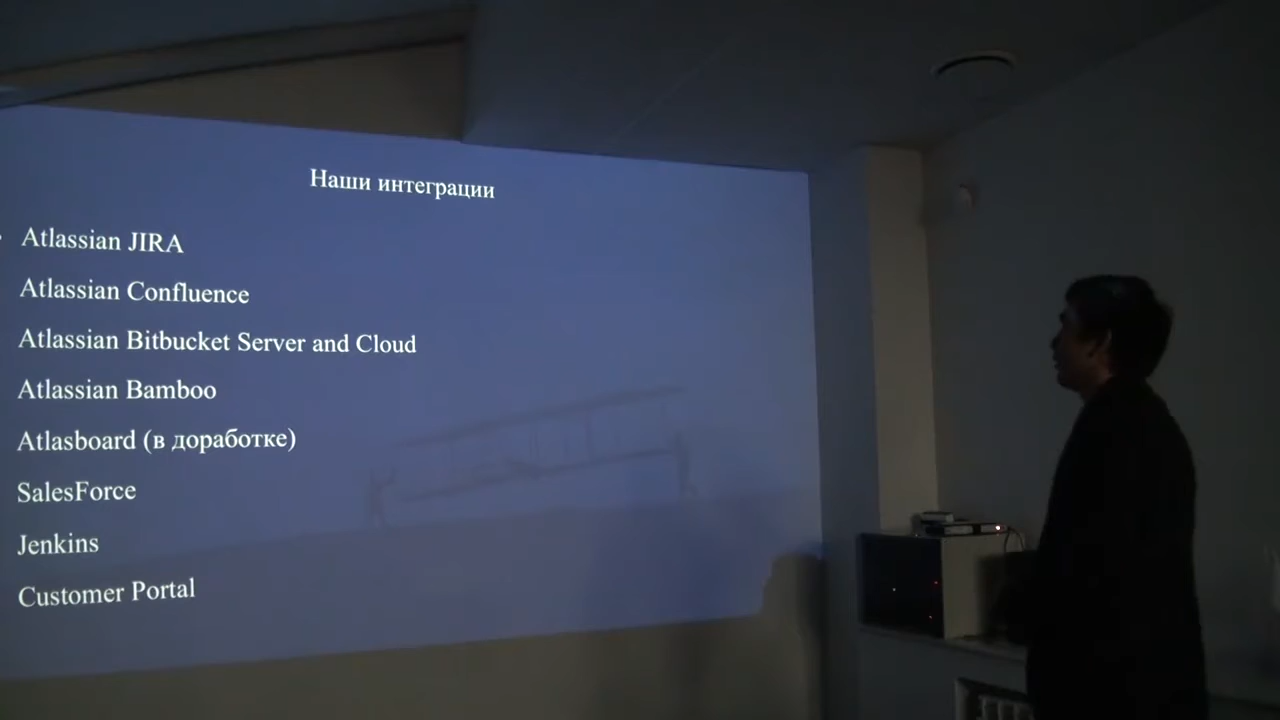 Наши интеграции
Atlassian JIRA
Atlassian Confluence
Atlassian Bitbucket Server and Cloud
Atlassian Bamboo
Atlasboard (в доработке)
SalesForce
Jenkins
Customer Portal